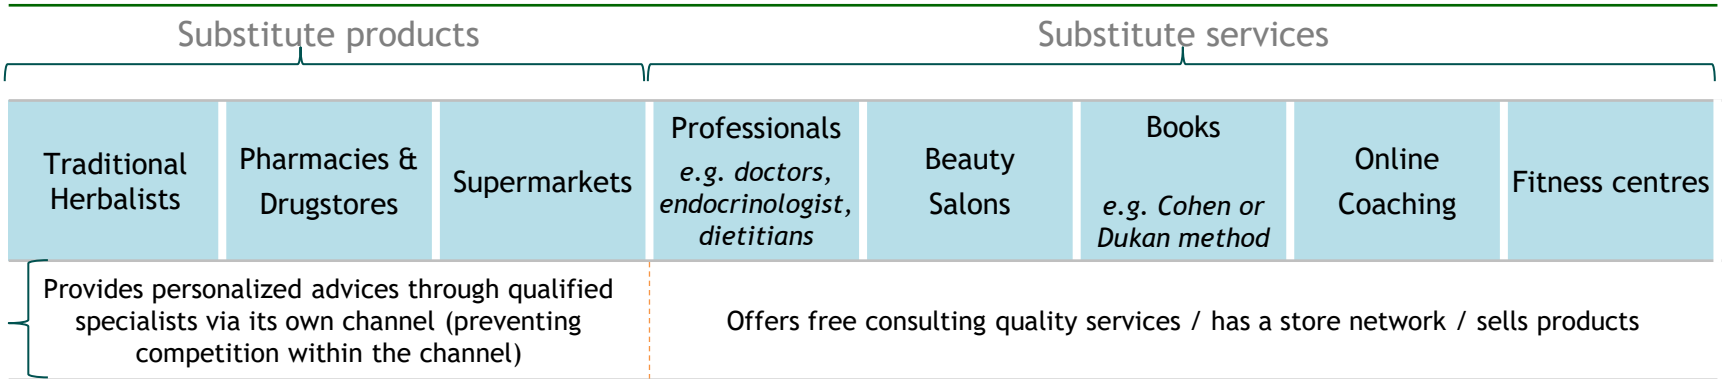 Substitute products
Substitute services
Traditional
Herbalists
Pharmacies &
Drugstores
Supermarkets
Professionals
e.g. doctors,
endocrinologist,
dietitians
Beauty
Salons
Books
e.g. Cohen or
Dukan method
Online
Coaching
Fitness centres
Provides personalized advices through qualified
specialists via its own channel (preventing
competition within the channel)
Offers free consulting quality services / has a store network / sells products